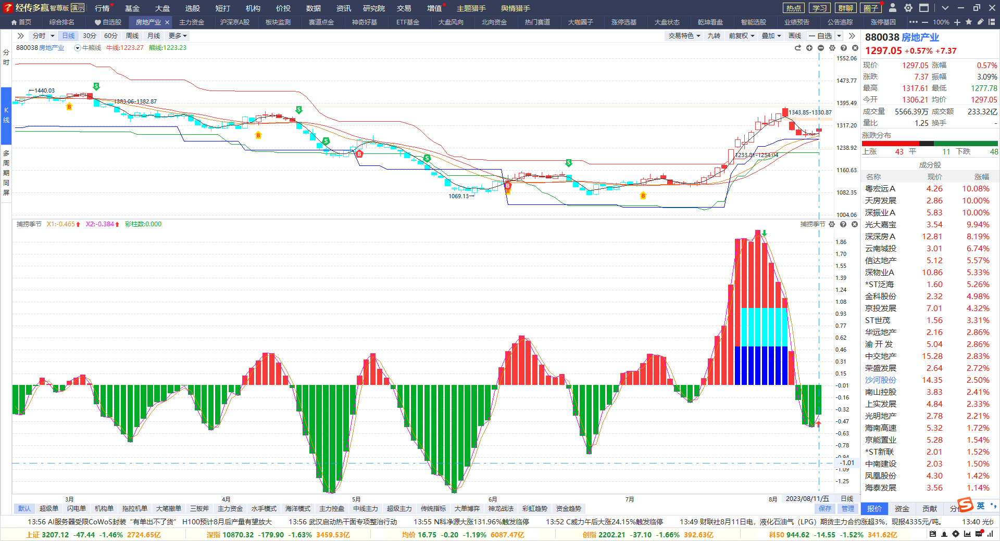 经传多赢 智尊版 演示 行情 基金 大盘 选股 短打 机构 价投 数据 资讯 研究院 交易 增值 主题猎手 舆情猎手 热点 学习 群聊 圈子
首页 综合排名 自选股 房地产业 × 主力资金 沪深京A股 板块监测 赛道点金 神奇好基 ETF基金 大盘风向 北向资金 热门赛道 大咖圈子 涨停选基 大盘状态 乾坤看盘 智能选股 业绩预告 公告追踪 涨停基因 100%
分时 日线 30分 60分 周线 月线 更多 交易特色 九转 前复权 叠加 画线 一自选
分时
K线
多周期同屏
880038 房地产业 牛熊线 牛线:1223.27 熊线:1223.23
1552.06
1473.77
1395.49
1317.20
1238.92
1160.63
1082.35
1004.06
←1440.03
1383.06-1382.87
1343.85-1330.87
1233.81-1234.04
1069.13→
S
B
S
B
S
B
S
B
B
S
B
捕捞季节 X1:-0.465 X2:-0.384 彩柱数:0.000 捕捞季节
1.86
1.70
1.55
1.39
1.24
1.08
0.93
0.77
0.62
0.46
0.31
0.15
-0.01
-0.16
-0.32
-0.47
-0.63
-0.78
-0.94
-1.01
-1.09
-1.25
3月 4月 5月 6月 7月 8月 2023/08/11/五 日线
默认 超级单 闪电单 机构单 拖拉机单 大笔撤单 三板斧 主力资金 水手模式 海洋模式 主力控盘 中线主力 超级主力 传统指标 大单博弈 神龙战法 彩虹趋势 资金趋势 保存 管理
880038 房地产业
1297.05 +0.57% +7.37
现价 1297.05 涨幅 0.57%
涨跌 7.37 振幅 3.09%
最高 1317.61 最低 1277.78
今开 1306.21 均价 1297.05
成交量 5566.39万 成交额 233.32亿
量比 1.25 换手 -
涨跌分布
上涨 43 平 11 下跌 48
成分股
名称 现价 涨幅
粤宏远A 4.26 10.08%
天房发展 2.86 10.00%
深振业A 5.83 10.00%
光大嘉宝 3.54 9.94%
深深房A 12.81 8.19%
云南城投 3.01 6.74%
信达地产 5.12 5.57%
深物业A 10.86 5.33%
*ST泛海 1.60 5.26%
金科股份 2.32 4.98%
京投发展 7.01 4.32%
ST世茂 1.56 3.31%
华远地产 2.16 2.86%
渝开发 5.04 2.86%
中交地产 15.28 2.83%
荣盛发展 2.64 2.72%
沙河股份 14.35 2.50%
南山控股 3.83 2.41%
上实发展 4.84 2.33%
光明地产 2.78 2.21%
海南高速 5.32 1.72%
京能置业 5.28 1.54%
*ST新联 2.01 1.52%
中南建设 2.03 1.50%
凤凰股份 4.30 1.42%
海泰发展 3.56 1.14%
报价 资金 贡献 分 S 英
13:56 AI服务器受限CoWoS封装“有单出不了货” H100预计8月后产量有望放大 13:56 武汉启动热干面专项整治行动 13:55 N科净源大涨131.96%触发临停 13:52 C威力午后大涨24.15%触发临停 13:49 财联社8月11日电，液化石油气（LPG）期货主力合约涨超3%，现报4335元/吨。 13:40 光伏
上证 3207.12 -47.44 -1.46% 2724.65亿 深指 10870.32 -179.90 -1.63% 3459.53亿 均价 16.75 -0.20 -1.19% 6087.47亿 创指 2202.21 -37.10 -1.66% 392.63亿 科50 944.62 -14.55 -1.52% 341.62亿